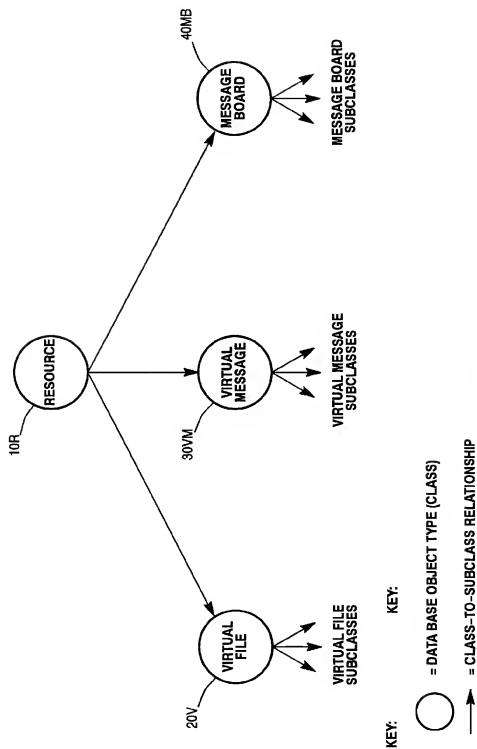 10R
RESOURCE
20V
VIRTUAL
FILE
30VM
VIRTUAL
MESSAGE
40MB
MESSAGE
BOARD
VIRTUAL FILE
SUBCLASSES
VIRTUAL MESSAGE
SUBCLASSES
MESSAGE BOARD
SUBCLASSES
KEY: KEY:
= DATA BASE OBJECT TYPE (CLASS)
= CLASS-TO-SUBCLASS RELATIONSHIP